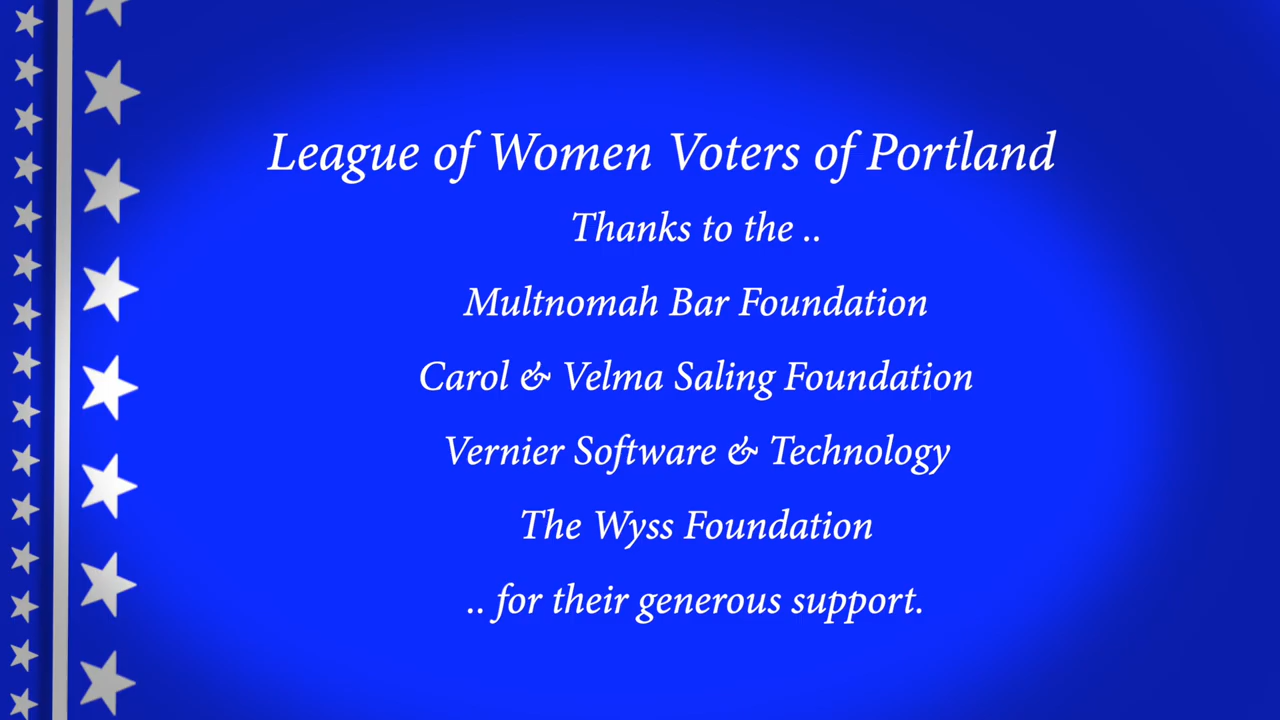 League of Women Voters of Portland
Thanks to the ..
Multnomah Bar Foundation
Carol & Velma Saling Foundation
Vernier Software & Technology
The Wyss Foundation
.. for their generous support.